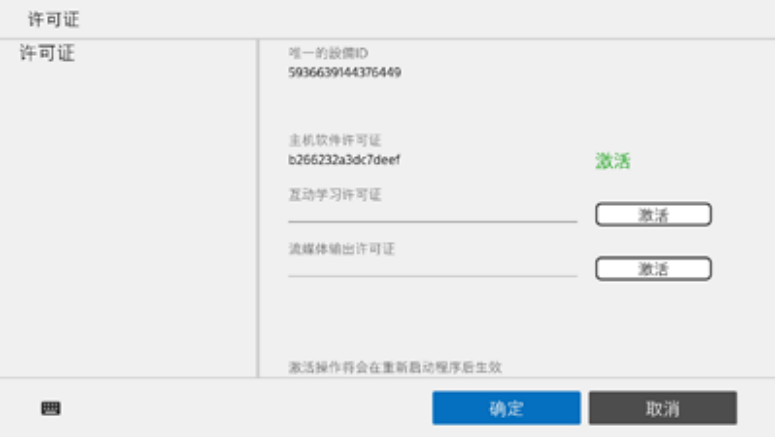 许可证
许可证
唯一的設備ID
5936639144376449
主机软件许可证
b266232a3dc7deef
激活
互动学习许可证
激活
流媒体输出许可证
激活
激活操作将会在重新启动程序后生效
确定
取消